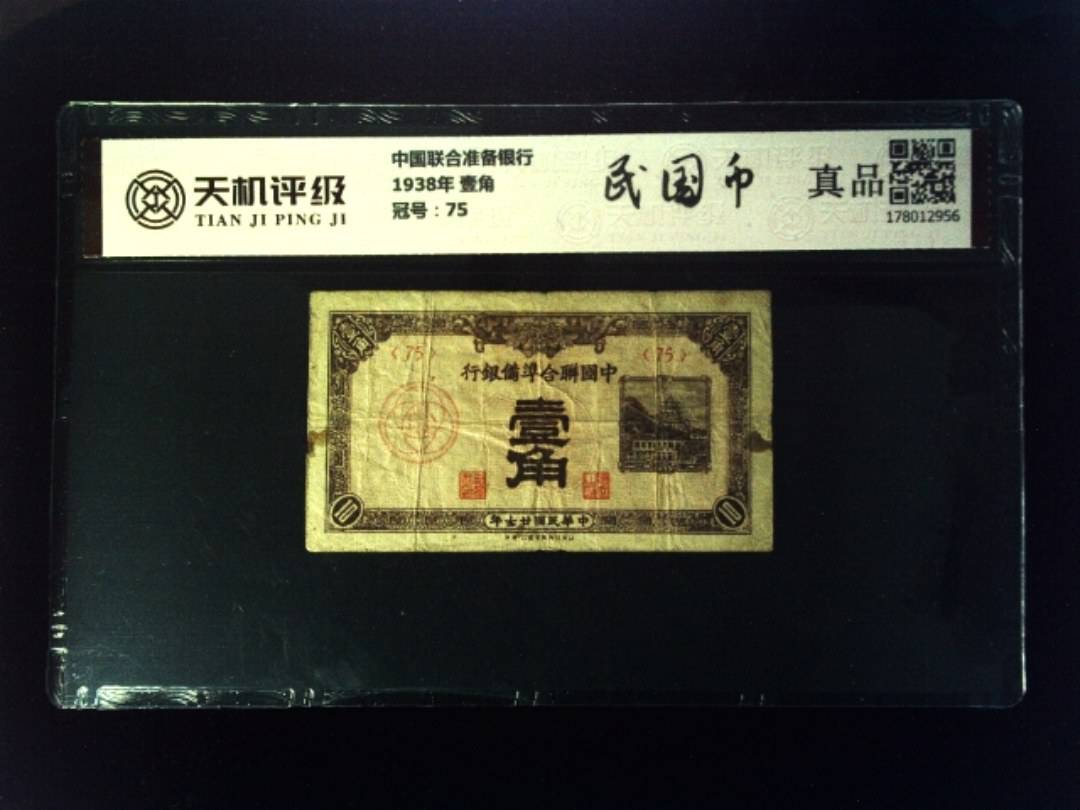 天机评级
TIAN JI PING JI
中国联合准备银行
1938年 壹角
冠号：75
民国币
真品
178012956
《75》
《75》
行銀備準合聯國中
壹
角
年七廿國民華中
10
10